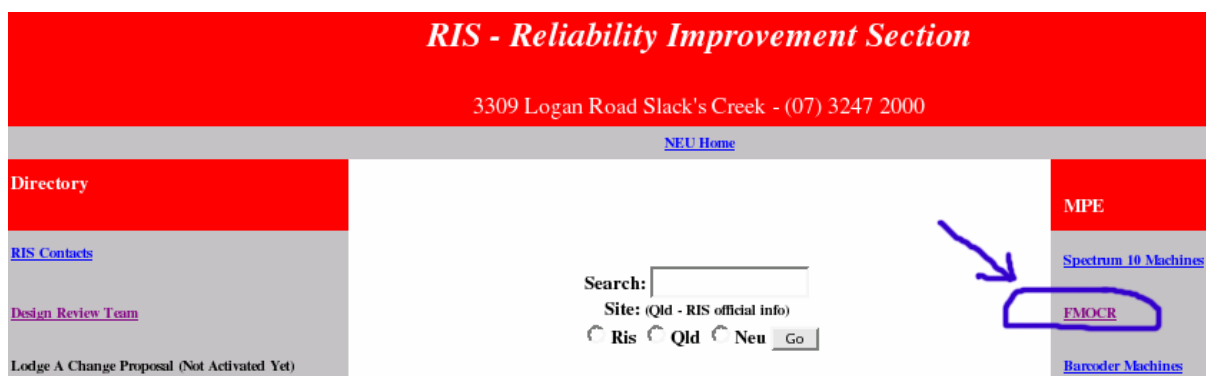 RIS - Reliability Improvement Section
3309 Logan Road Slack's Creek - (07) 3247 2000
NEU Home
Directory
RIS Contacts
Design Review Team
Lodge A Change Proposal (Not Activated Yet)
Search:
Site: (Qld - RIS official info)
Ris Qld Neu Go
MPE
Spectrum 10 Machines
FMOCR
Barcoder Machines